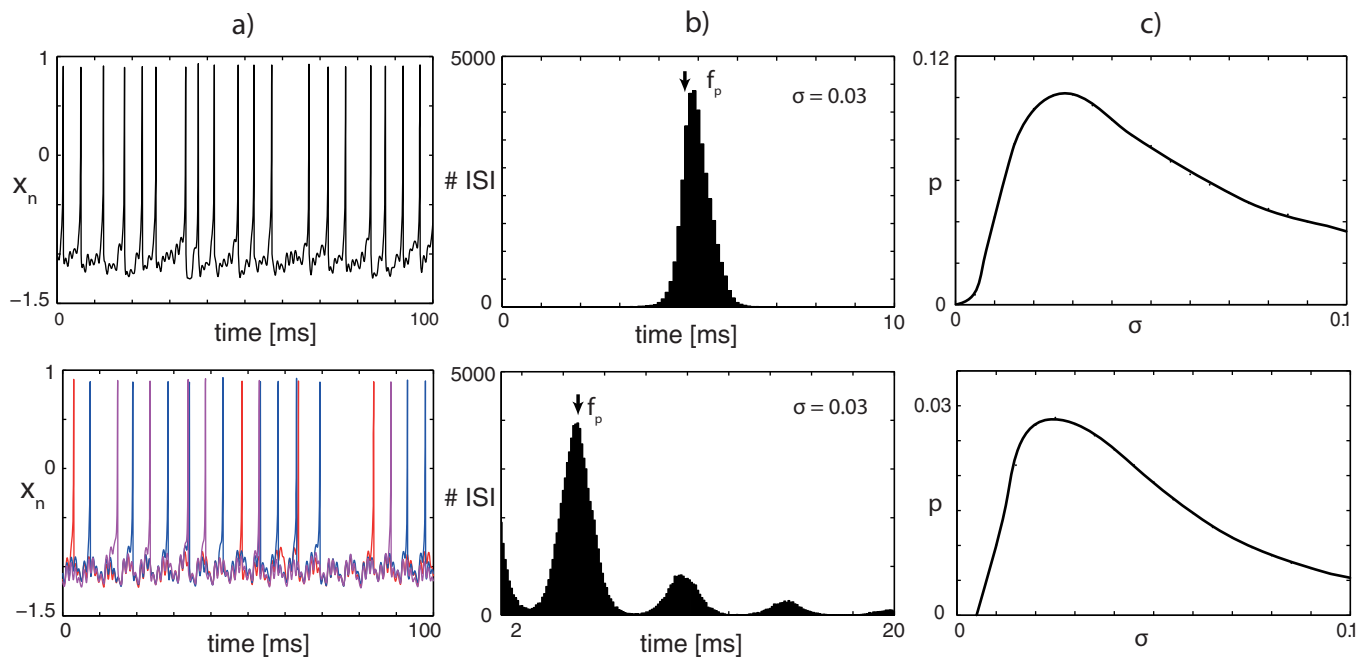 a)
b)
c)
1
0
x_n
-1.5
0
100
time [ms]
5000
# ISI
0
f_p
σ = 0.03
10
time [ms]
0.12
p
0
0
σ
0.1
1
0
x_n
-1.5
0
100
time [ms]
5000
# ISI
0
f_p
σ = 0.03
2
20
time [ms]
0.03
p
0
0
σ
0.1